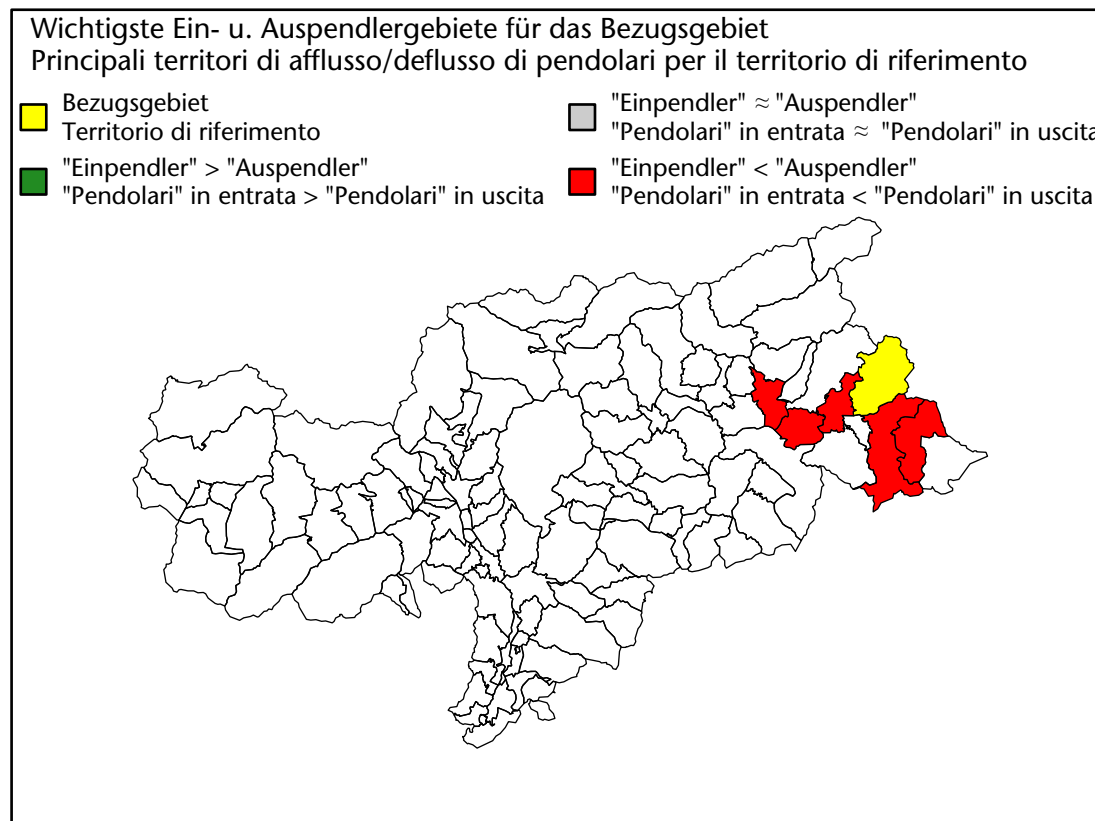 Wichtigste Ein- u. Auspendlergebiete für das Bezugsgebiet
Principali territori di afflusso/deflusso di pendolari per il territorio di riferimento
Bezugsgebiet
Territorio di riferimento
"Einpendler" > "Auspendler"
"Pendolari" in entrata > "Pendolari" in uscita
"Einpendler" ≈ "Auspendler"
"Pendolari" in entrata ≈ "Pendolari" in uscita
"Einpendler" < "Auspendler"
"Pendolari" in entrata < "Pendolari" in uscita